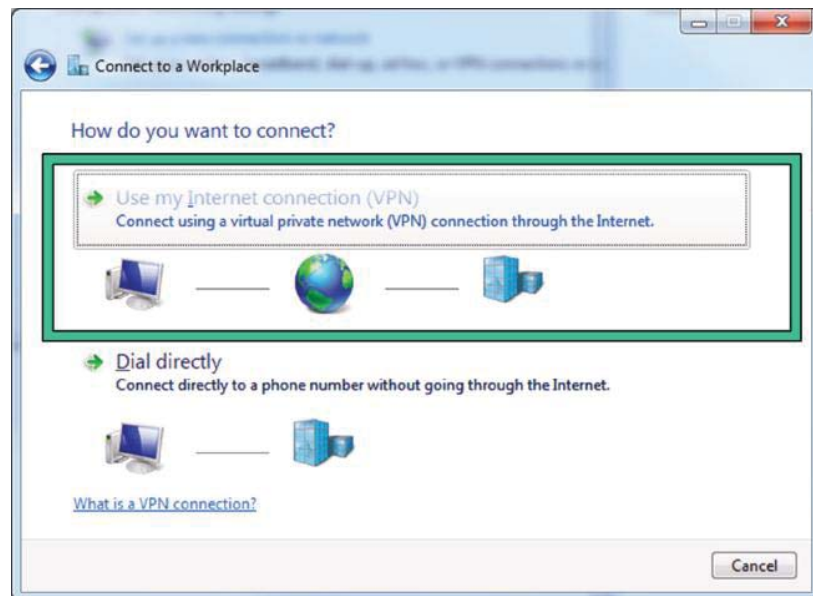 Connect to a Workplace
How do you want to connect?
Use my Internet connection (VPN)
Connect using a virtual private network (VPN) connection through the Internet.
Dial directly
Connect directly to a phone number without going through the Internet.
What is a VPN connection?
Cancel